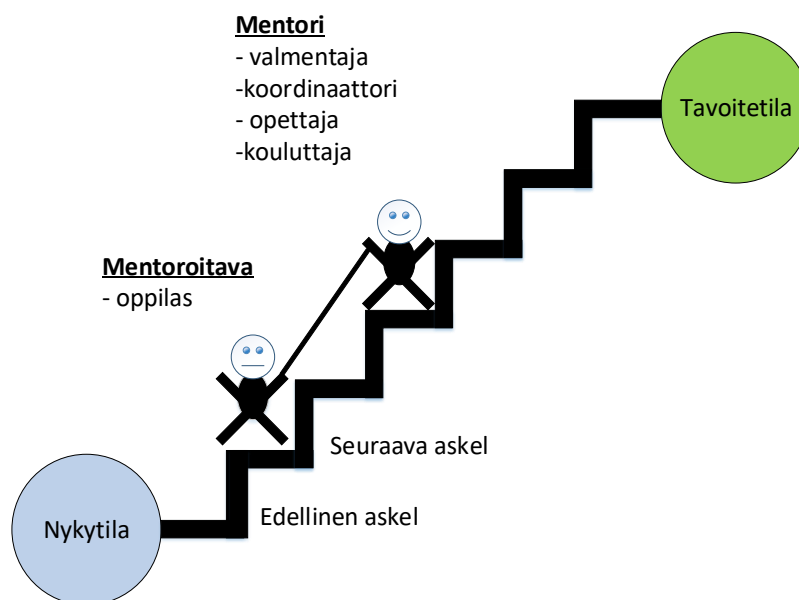 Mentori
- valmentaja
-koordinaattori
- opettaja
-kouluttaja
Tavoitetila
Mentoroitava
- oppilas
Seuraava askel
Edellinen askel
Nykytila